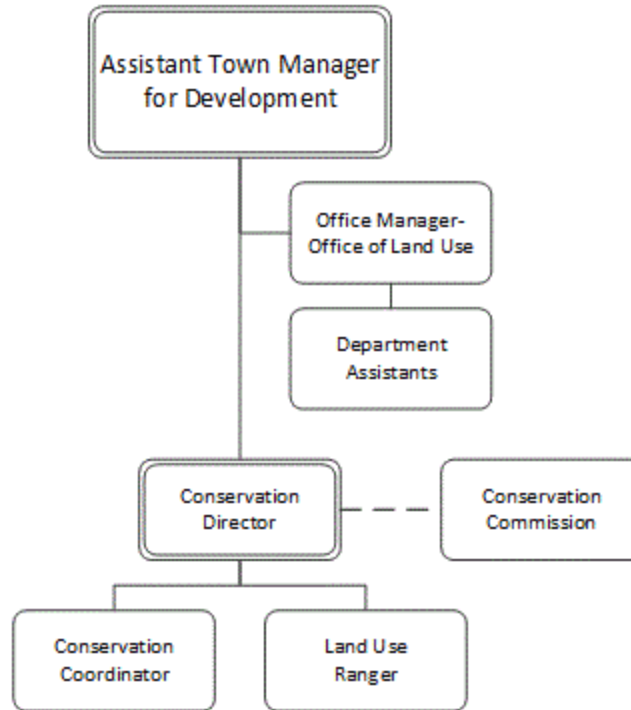 Assistant Town Manager
for Development
Office Manager-
Office of Land Use
Department
Assistants
Conservation
Director
Conservation
Commission
Conservation
Coordinator
Land Use
Ranger